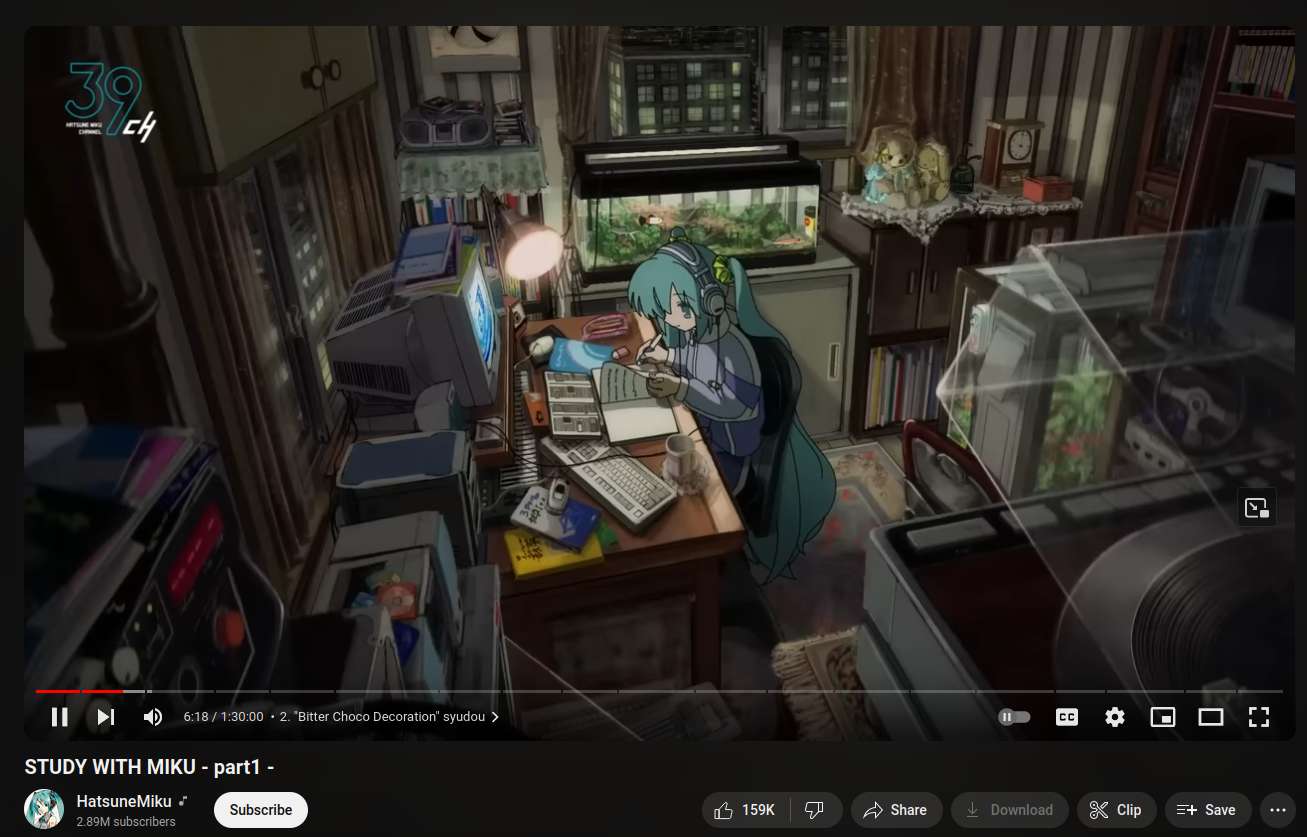 39ch
HATSUNE MIKU
CHANNEL
6:18 / 1:30:00 • 2. "Bitter Choco Decoration" syudou
CC
STUDY WITH MIKU - part1 -
HatsuneMiku
2.89M subscribers
Subscribe
159K
Share
Download
Clip
Save